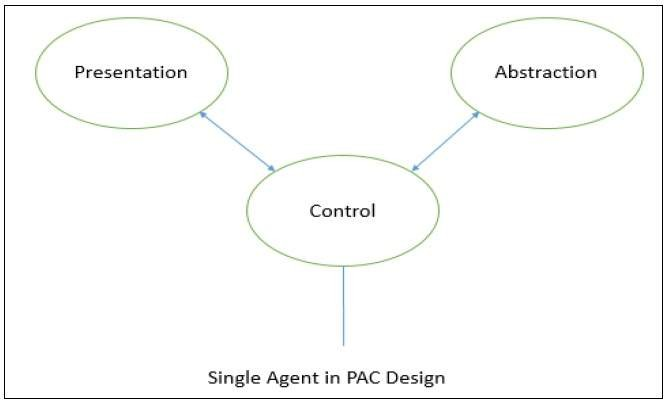 Presentation
Abstraction
Control
Single Agent in PAC Design